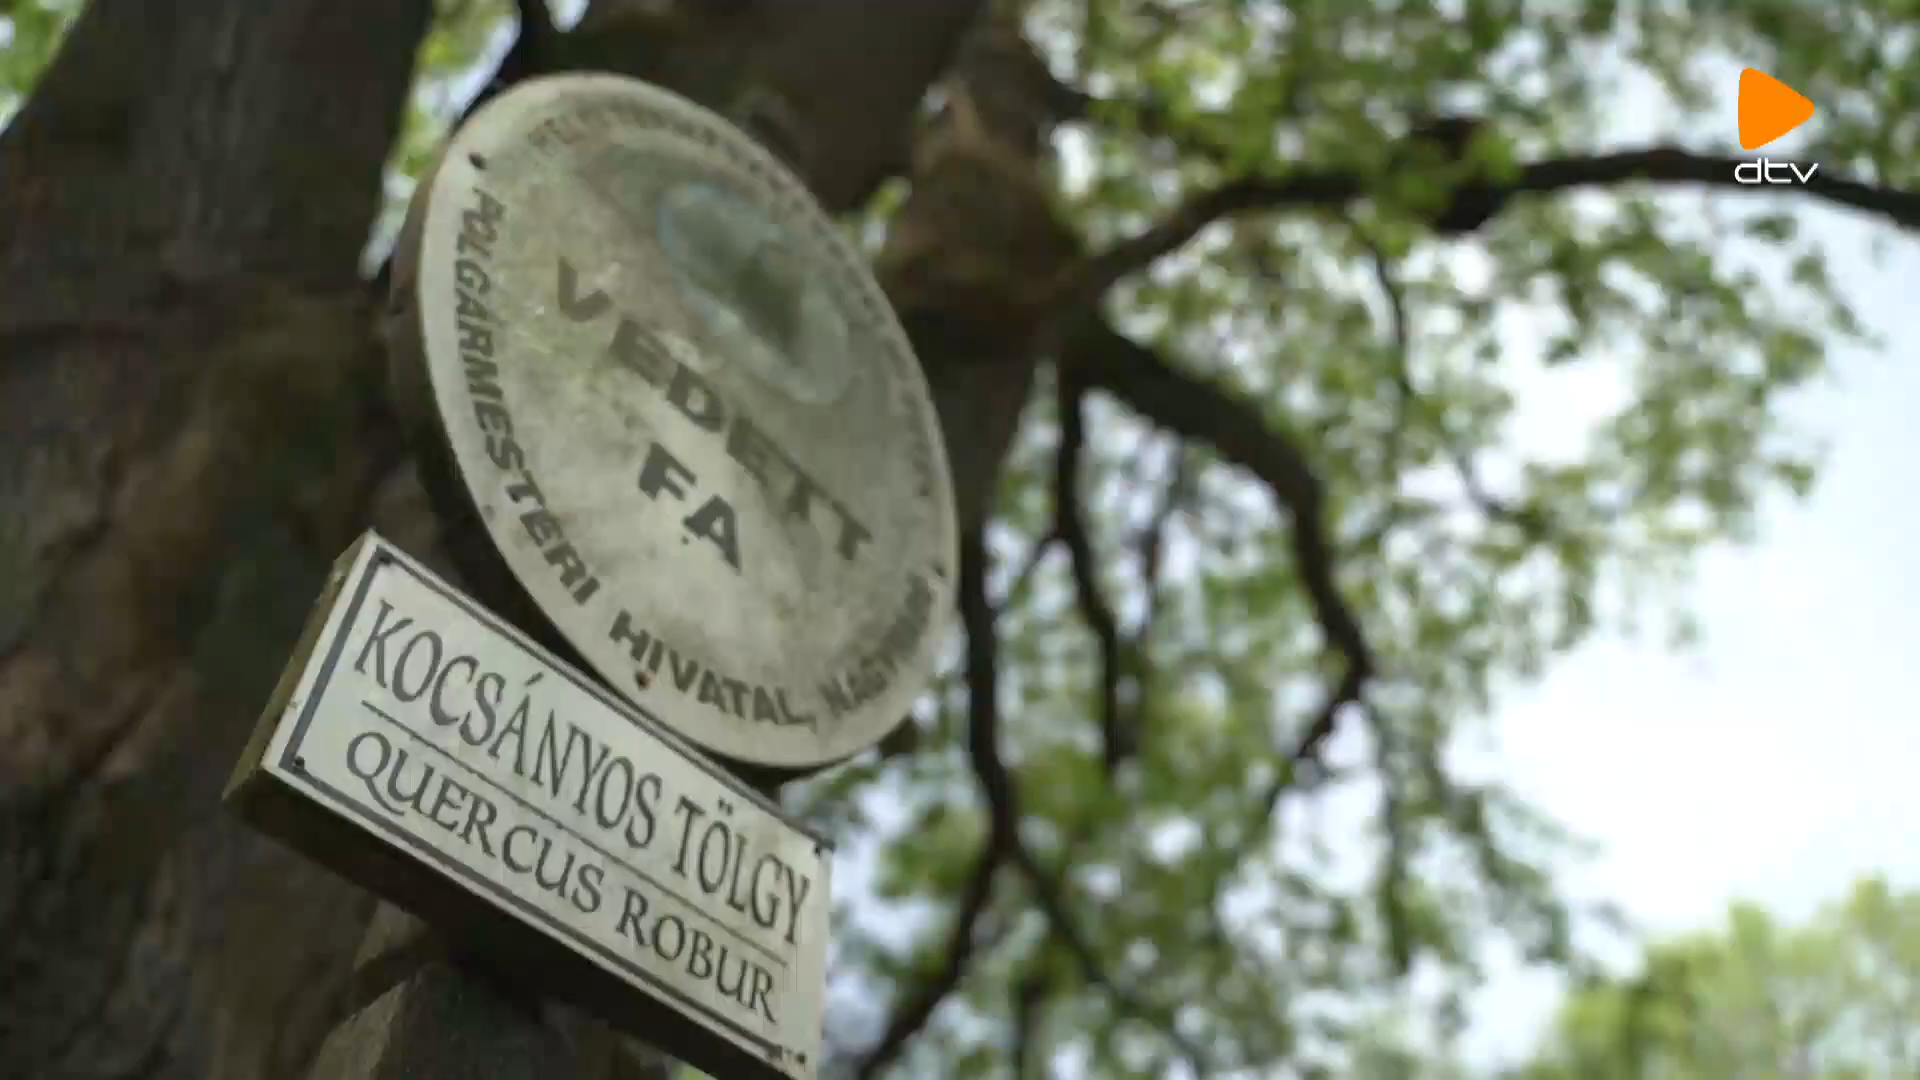 dtv
VÉDETT
FA
POLGÁRMESTERI HIVATAL,
KOCSÁNYOS TÖLGY
QUERCUS ROBUR